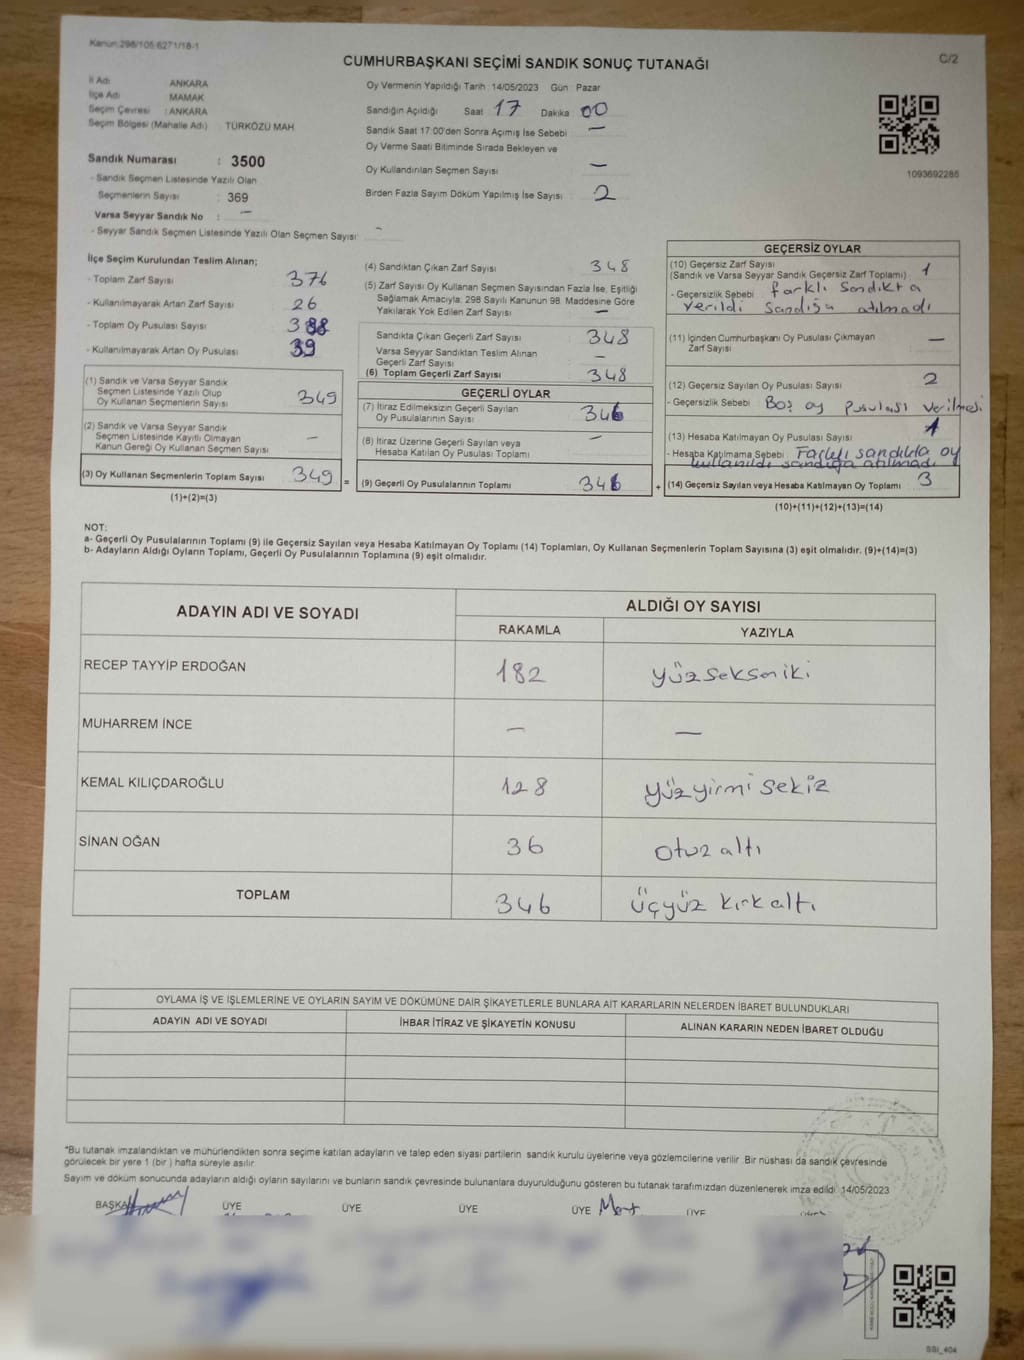 Kanun:298/105 6271/18-1
C/2
CUMHURBAŞKANI SEÇİMİ SANDIK SONUÇ TUTANAĞI
İl Adı ANKARA
İlçe Adı MAMAK
Seçim Çevresi : ANKARA
Seçim Bölgesi (Mahalle Adı) TÜRKÖZÜ MAH
Sandık Numarası : 3500
- Sandık Seçmen Listesinde Yazılı Olan
Seçmenlerin Sayısı : 369
Varsa Seyyar Sandık No : -
- Seyyar Sandık Seçmen Listesinde Yazılı Olan Seçmen Sayısı -
Oy Vermenin Yapıldığı Tarih : 14/05/2023 Gün Pazar
Sandığın Açıldığı Saat 17 Dakika 00
Sandık Saat 17:00'den Sonra Açımış İse Sebebi -
Oy Verme Saati Bitiminde Sırada Bekleyen ve
Oy Kullandırılan Seçmen Sayısı -
Birden Fazla Sayım Döküm Yapılmış İse Sayısı 2
1093692286
İlçe Seçim Kurulundan Teslim Alınan;
- Toplam Zarf Sayısı 376
- Kullanılmayarak Artan Zarf Sayısı 26
- Toplam Oy Pusulası Sayısı 388
- Kullanılmayarak Artan Oy Pusulası 39
(1) Sandık ve Varsa Seyyar Sandık
Seçmen Listesinde Yazılı Olup
Oy Kullanan Seçmenlerin Sayısı 349
(2) Sandık ve Varsa Seyyar Sandık
Seçmen Listesinde Kayıtlı Olmayan
Kanun Gereği Oy Kullanan Seçmen Sayısı -
(3) Oy Kullanan Seçmenlerin Toplam Sayısı 349 =
(1)+(2)=(3)
(4) Sandıktan Çıkan Zarf Sayısı 348
(5) Zarf Sayısı Oy Kullanan Seçmen Sayısından Fazla İse, Eşitliği
Sağlamak Amacıyla; 298 Sayılı Kanunun 98. Maddesine Göre
Yakılarak Yok Edilen Zarf Sayısı -
Sandıkta Çıkan Geçerli Zarf Sayısı 348
Varsa Seyyar Sandıktan Teslim Alınan
Geçerli Zarf Sayısı -
(6) Toplam Geçerli Zarf Sayısı 348
GEÇERLİ OYLAR
(7) İtiraz Edilmeksizin Geçerli Sayılan
Oy Pusulalarının Sayısı 346
(8) İtiraz Üzerine Geçerli Sayılan veya
Hesaba Katılan Oy Pusulası Toplamı -
(9) Geçerli Oy Pusulalarının Toplamı 346 +
GEÇERSİZ OYLAR
(10) Geçersiz Zarf Sayısı
(Sandık ve Varsa Seyyar Sandık Geçersiz Zarf Toplamı) 1
- Geçersizlik Sebebi farklı Sandıkta
verildi Sandığa atılmadı
(11) İçinden Cumhurbaşkanı Oy Pusulası Çıkmayan
Zarf Sayısı -
(12) Geçersiz Sayılan Oy Pusulası Sayısı 2
- Geçersizlik Sebebi Boş oy pusulası verilmesi
(13) Hesaba Katılmayan Oy Pusulası Sayısı 1
- Hesaba Katılmama Sebebi Farklı sandıkta oy
kullanıldı sandığa atılmadı
(14) Geçersiz Sayılan veya Hesaba Katılmayan Oy Toplamı 3
(10)+(11)+(12)+(13)=(14)
NOT:
a- Geçerli Oy Pusulalarının Toplamı (9) ile Geçersiz Sayılan veya Hesaba Katılmayan Oy Toplamı (14) Toplamları, Oy Kullanan Seçmenlerin Toplam Sayısına (3) eşit olmalıdır. (9)+(14)=(3)
b- Adayların Aldığı Oyların Toplamı, Geçerli Oy Pusulalarının Toplamına (9) eşit olmalıdır.
ADAYIN ADI VE SOYADI
ALDIĞI OY SAYISI
RAKAMLA YAZIYLA
RECEP TAYYİP ERDOĞAN 182 yüzsekseniki
MUHARREM İNCE - -
KEMAL KILIÇDAROĞLU 128 yüzyirmi sekiz
SİNAN OĞAN 36 otuz altı
TOPLAM 346 üçyüz kırk altı
OYLAMA İŞ VE İŞLEMLERİNE VE OYLARIN SAYIM VE DÖKÜMÜNE DAİR ŞİKAYETLERLE BUNLARA AİT KARARLARIN NELERDEN İBARET BULUNDUKLARI
ADAYIN ADI VE SOYADI İHBAR İTİRAZ VE ŞİKAYETİN KONUSU ALINAN KARARIN NEDEN İBARET OLDUĞU
*Bu tutanak imzalandıktan ve mühürlendikten sonra seçime katılan adayların ve talep eden siyasi partilerin sandık kurulu üyelerine veya gözlemcilerine verilir .Bir nüshası da sandık çevresinde
görülecek bir yere 1 (bir ) hafta süreyle asılır
Sayım ve döküm sonucunda adayların aldığı oyların sayılarını ve bunların sandık çevresinde bulunanlara duyurulduğunu gösteren bu tutanak tarafımızdan düzenlenerek imza edildi. 14/05/2023
BAŞKAN ÜYE ÜYE ÜYE ÜYE Mert ÜYE
SSI_404